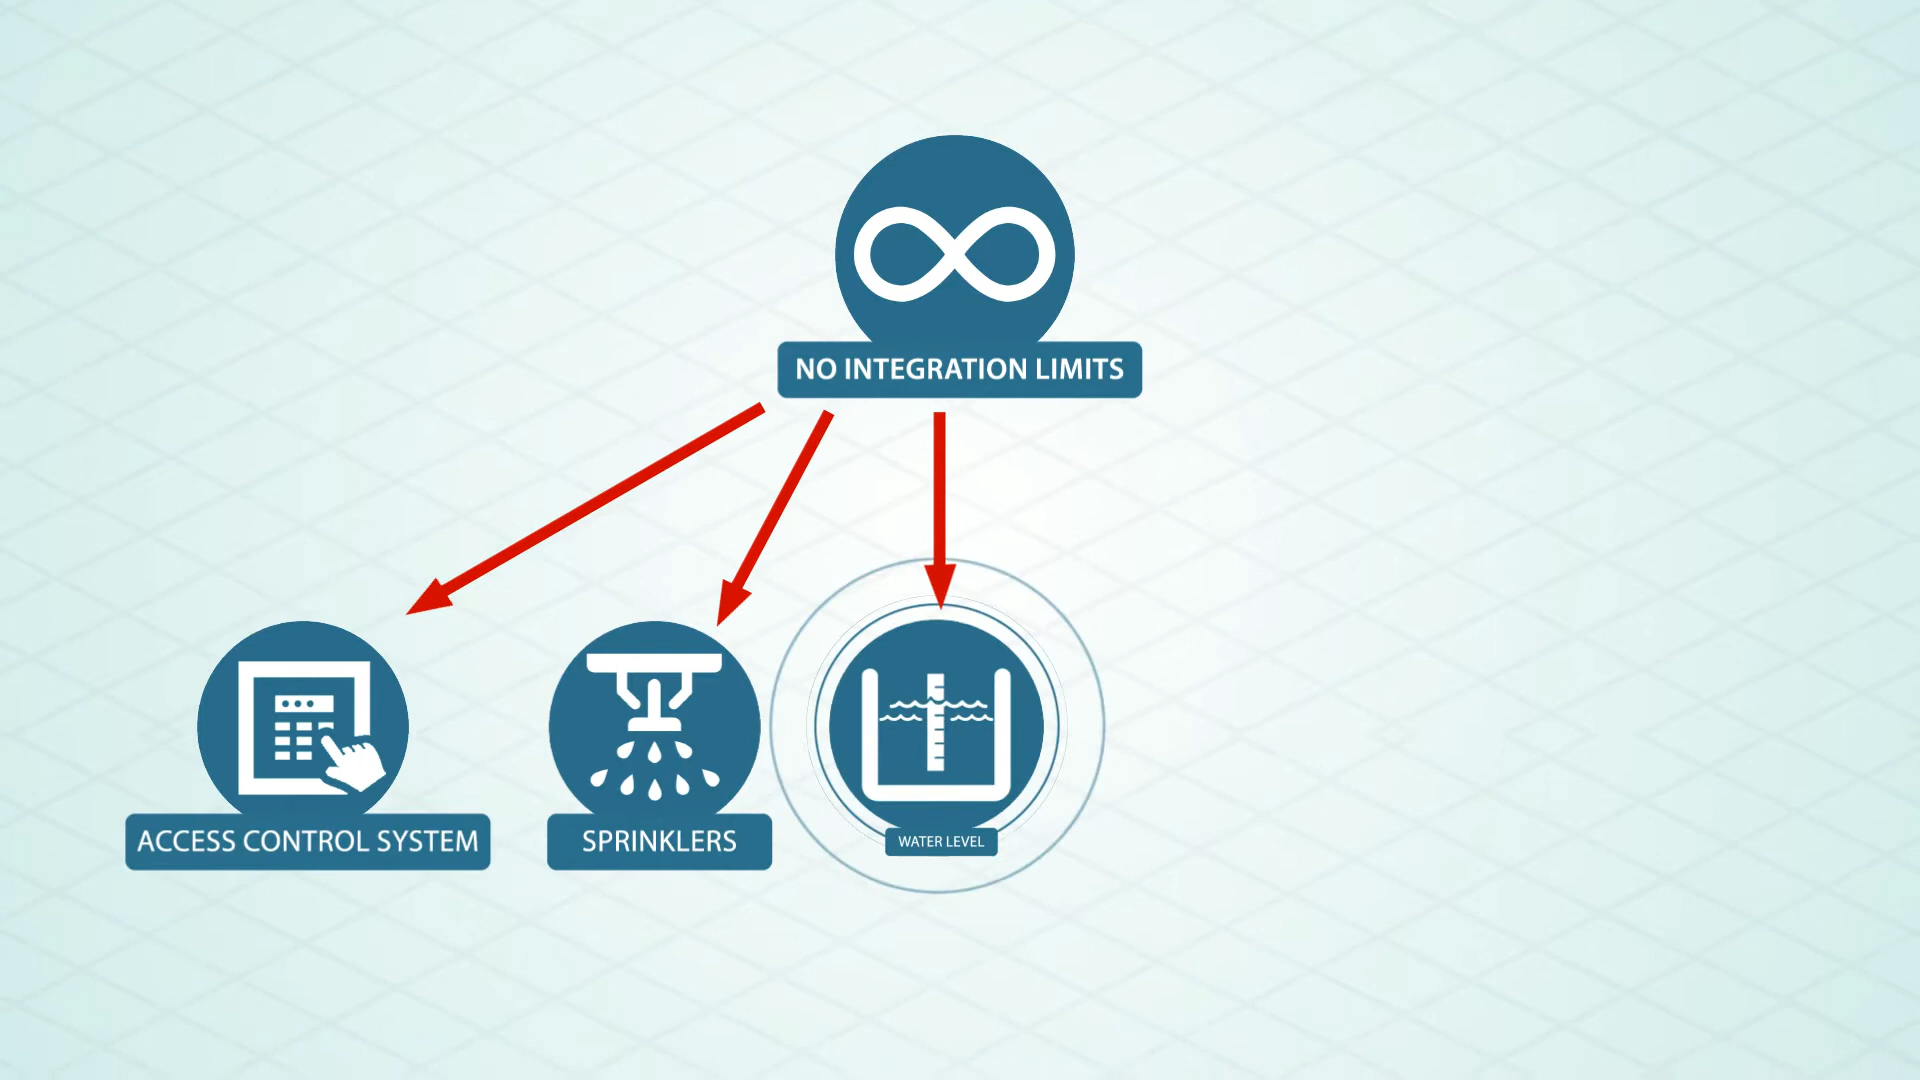 NO INTEGRATION LIMITS
ACCESS CONTROL SYSTEM
SPRINKLERS
WATER LEVEL